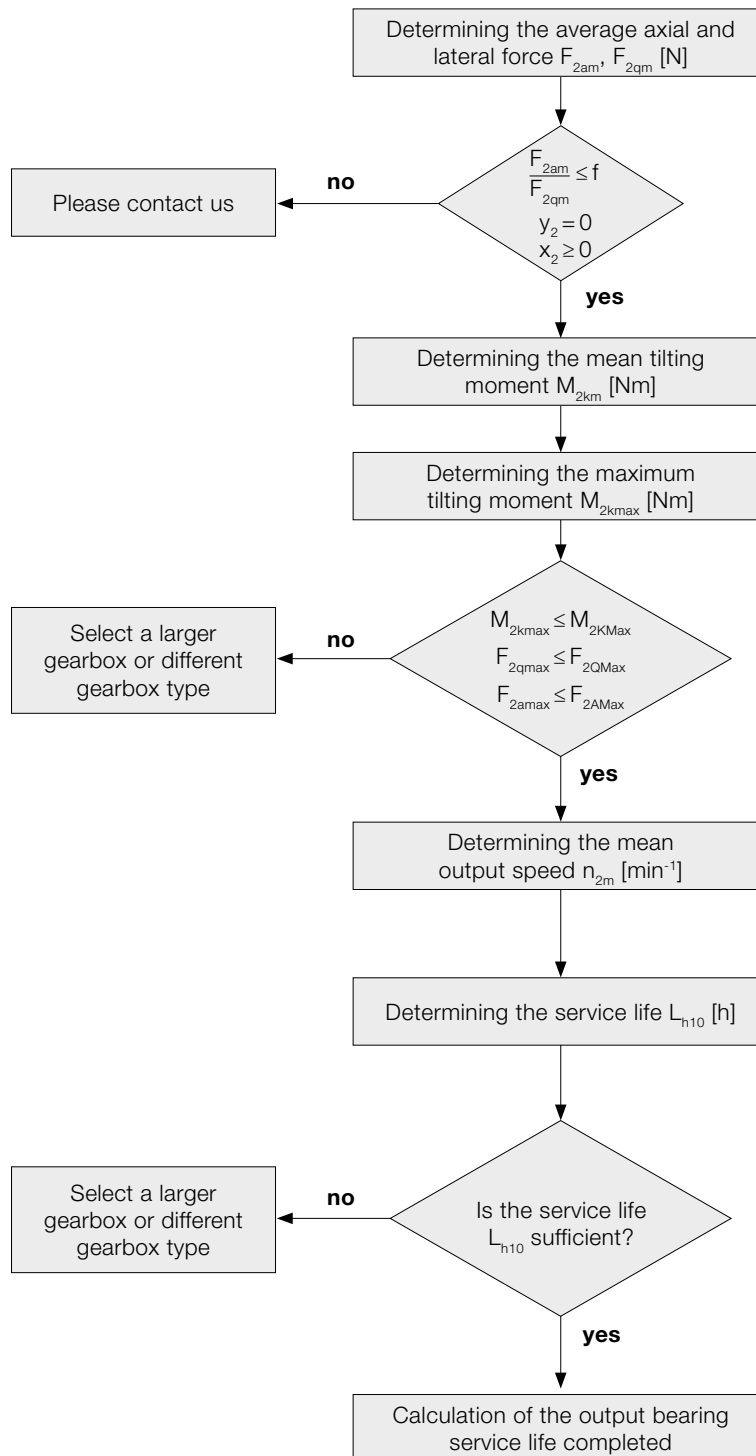 Determining the average axial and
lateral force F₂ₐₘ, F₂qₘ [N]
F₂ₐₘ
F₂qₘ
≤ f
y₂ = 0
x₂ ≥ 0
no
Please contact us
yes
Determining the mean tilting
moment M₂ₖₘ [Nm]
Determining the maximum
tilting moment M₂ₖₘₐₓ [Nm]
M₂ₖₘₐₓ ≤ M₂KMax
F₂qmax ≤ F₂QMax
F₂amax ≤ F₂AMax
no
Select a larger
gearbox or different
gearbox type
yes
Determining the mean
output speed n₂ₘ [min⁻¹]
Determining the service life Lₕ₁₀ [h]
Is the service life
Lₕ₁₀ sufficient?
no
Select a larger
gearbox or different
gearbox type
yes
Calculation of the output bearing
service life completed